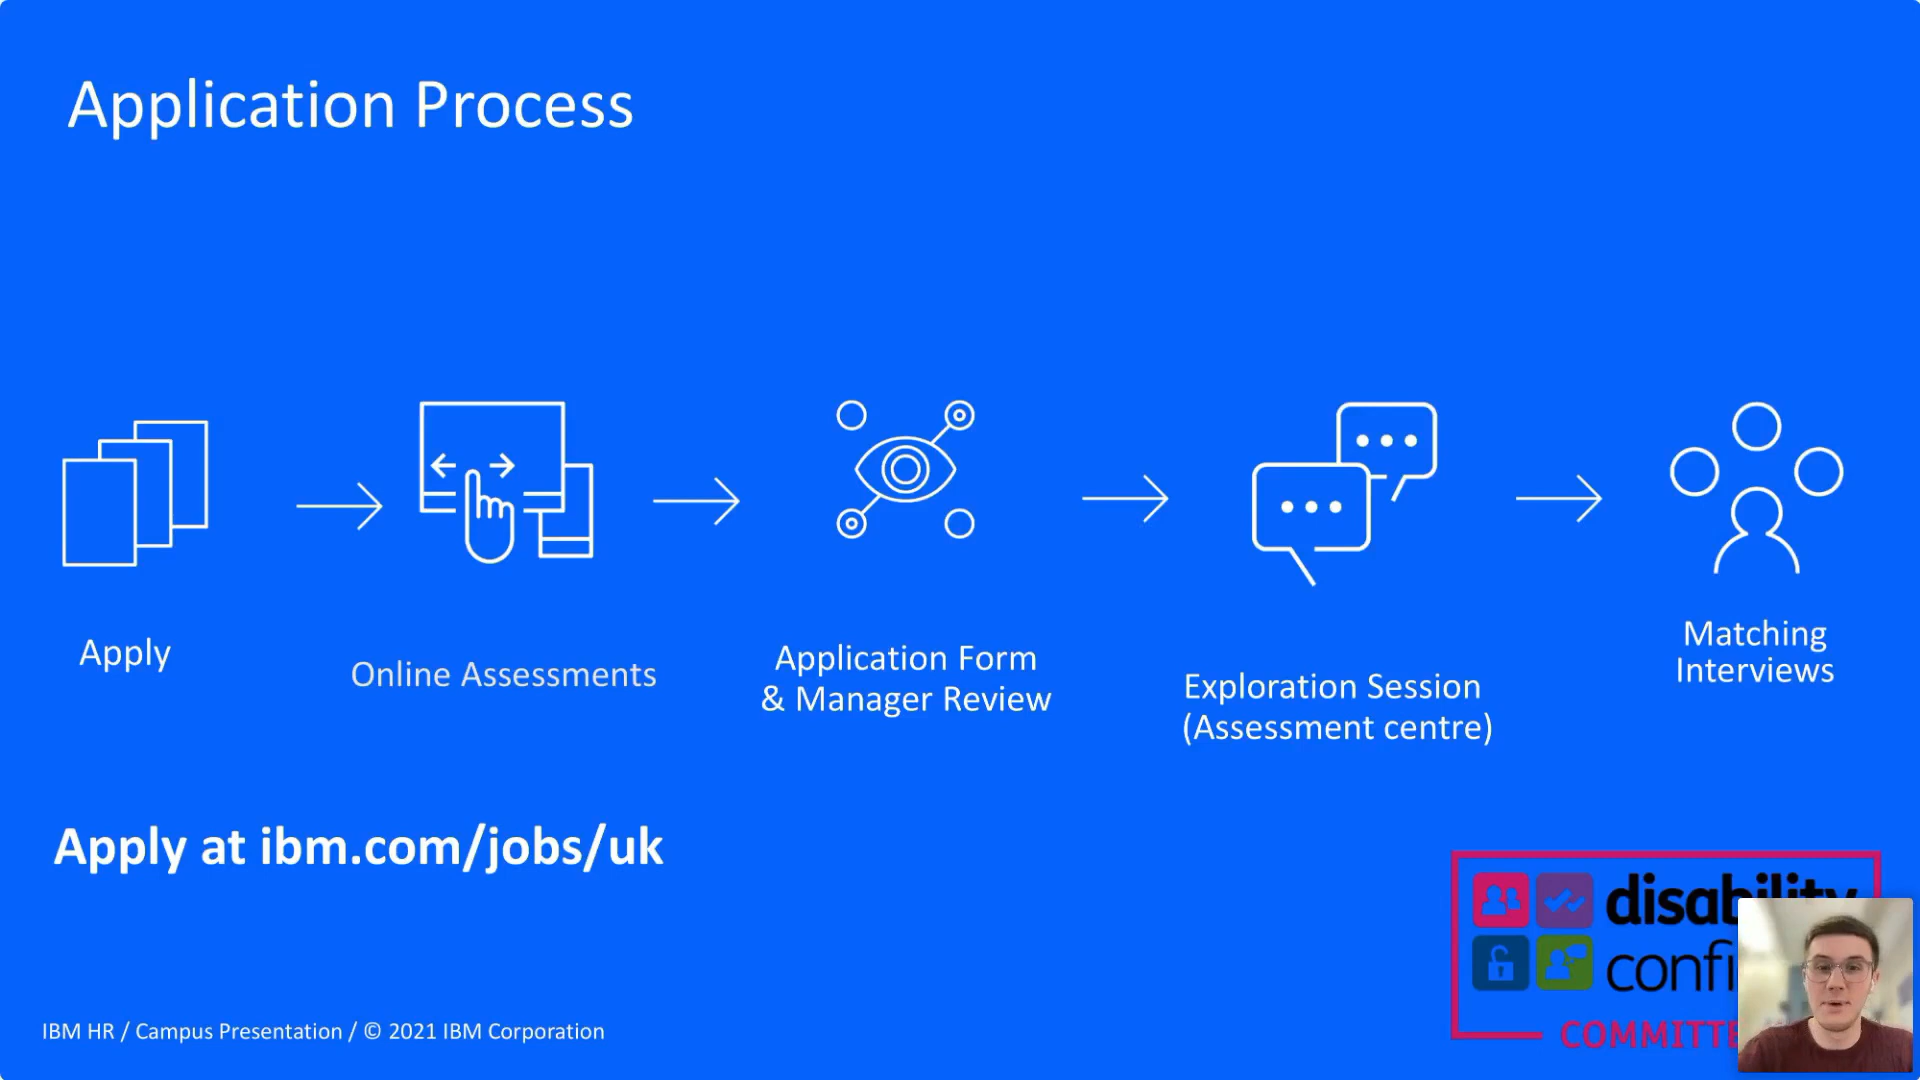 Application Process
Apply
Online Assessments
Application Form
& Manager Review
Exploration Session
(Assessment centre)
Matching
Interviews
Apply at ibm.com/jobs/uk
disability
IBM HR / Campus Presentation / © 2021 IBM Corporation